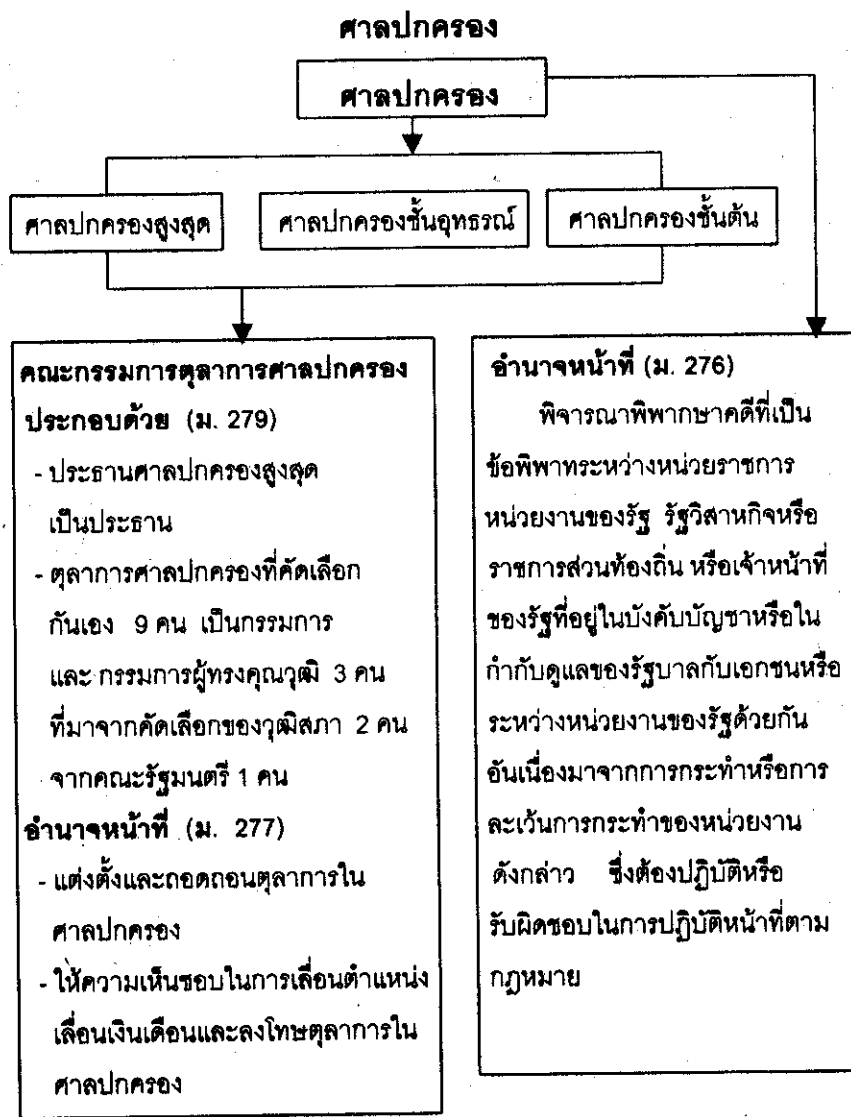 ศาลปกครอง
ศาลปกครอง
ศาลปกครองสูงสุด
ศาลปกครองชั้นอุทธรณ์
ศาลปกครองชั้นต้น
คณะกรรมการตุลาการศาลปกครอง
ประกอบด้วย (ม. 279)
- ประธานศาลปกครองสูงสุด
เป็นประธาน
- ตุลาการศาลปกครองที่คัดเลือก
กันเอง 9 คน เป็นกรรมการ
และ กรรมการผู้ทรงคุณวุฒิ 3 คน
ที่มาจากคัดเลือกของวุฒิสภา 2 คน
จากคณะรัฐมนตรี 1 คน
อำนาจหน้าที่ (ม. 277)
- แต่งตั้งและถอดถอนตุลาการใน
ศาลปกครอง
- ให้ความเห็นชอบในการเลื่อนตำแหน่ง
เลื่อนเงินเดือนและลงโทษตุลาการใน
ศาลปกครอง
อำนาจหน้าที่ (ม. 276)
พิจารณาพิพากษาคดีที่เป็น
ข้อพิพาทระหว่างหน่วยราชการ
หน่วยงานของรัฐ รัฐวิสาหกิจหรือ
ราชการส่วนท้องถิ่น หรือเจ้าหน้าที่
ของรัฐที่อยู่ในบังคับบัญชาหรือใน
กำกับดูแลของรัฐบาลกับเอกชนหรือ
ระหว่างหน่วยงานของรัฐด้วยกัน
อันเนื่องมาจากการกระทำหรือการ
ละเว้นการกระทำของหน่วยงาน
ดังกล่าว ซึ่งต้องปฏิบัติหรือ
รับผิดชอบในการปฏิบัติหน้าที่ตาม
กฎหมาย